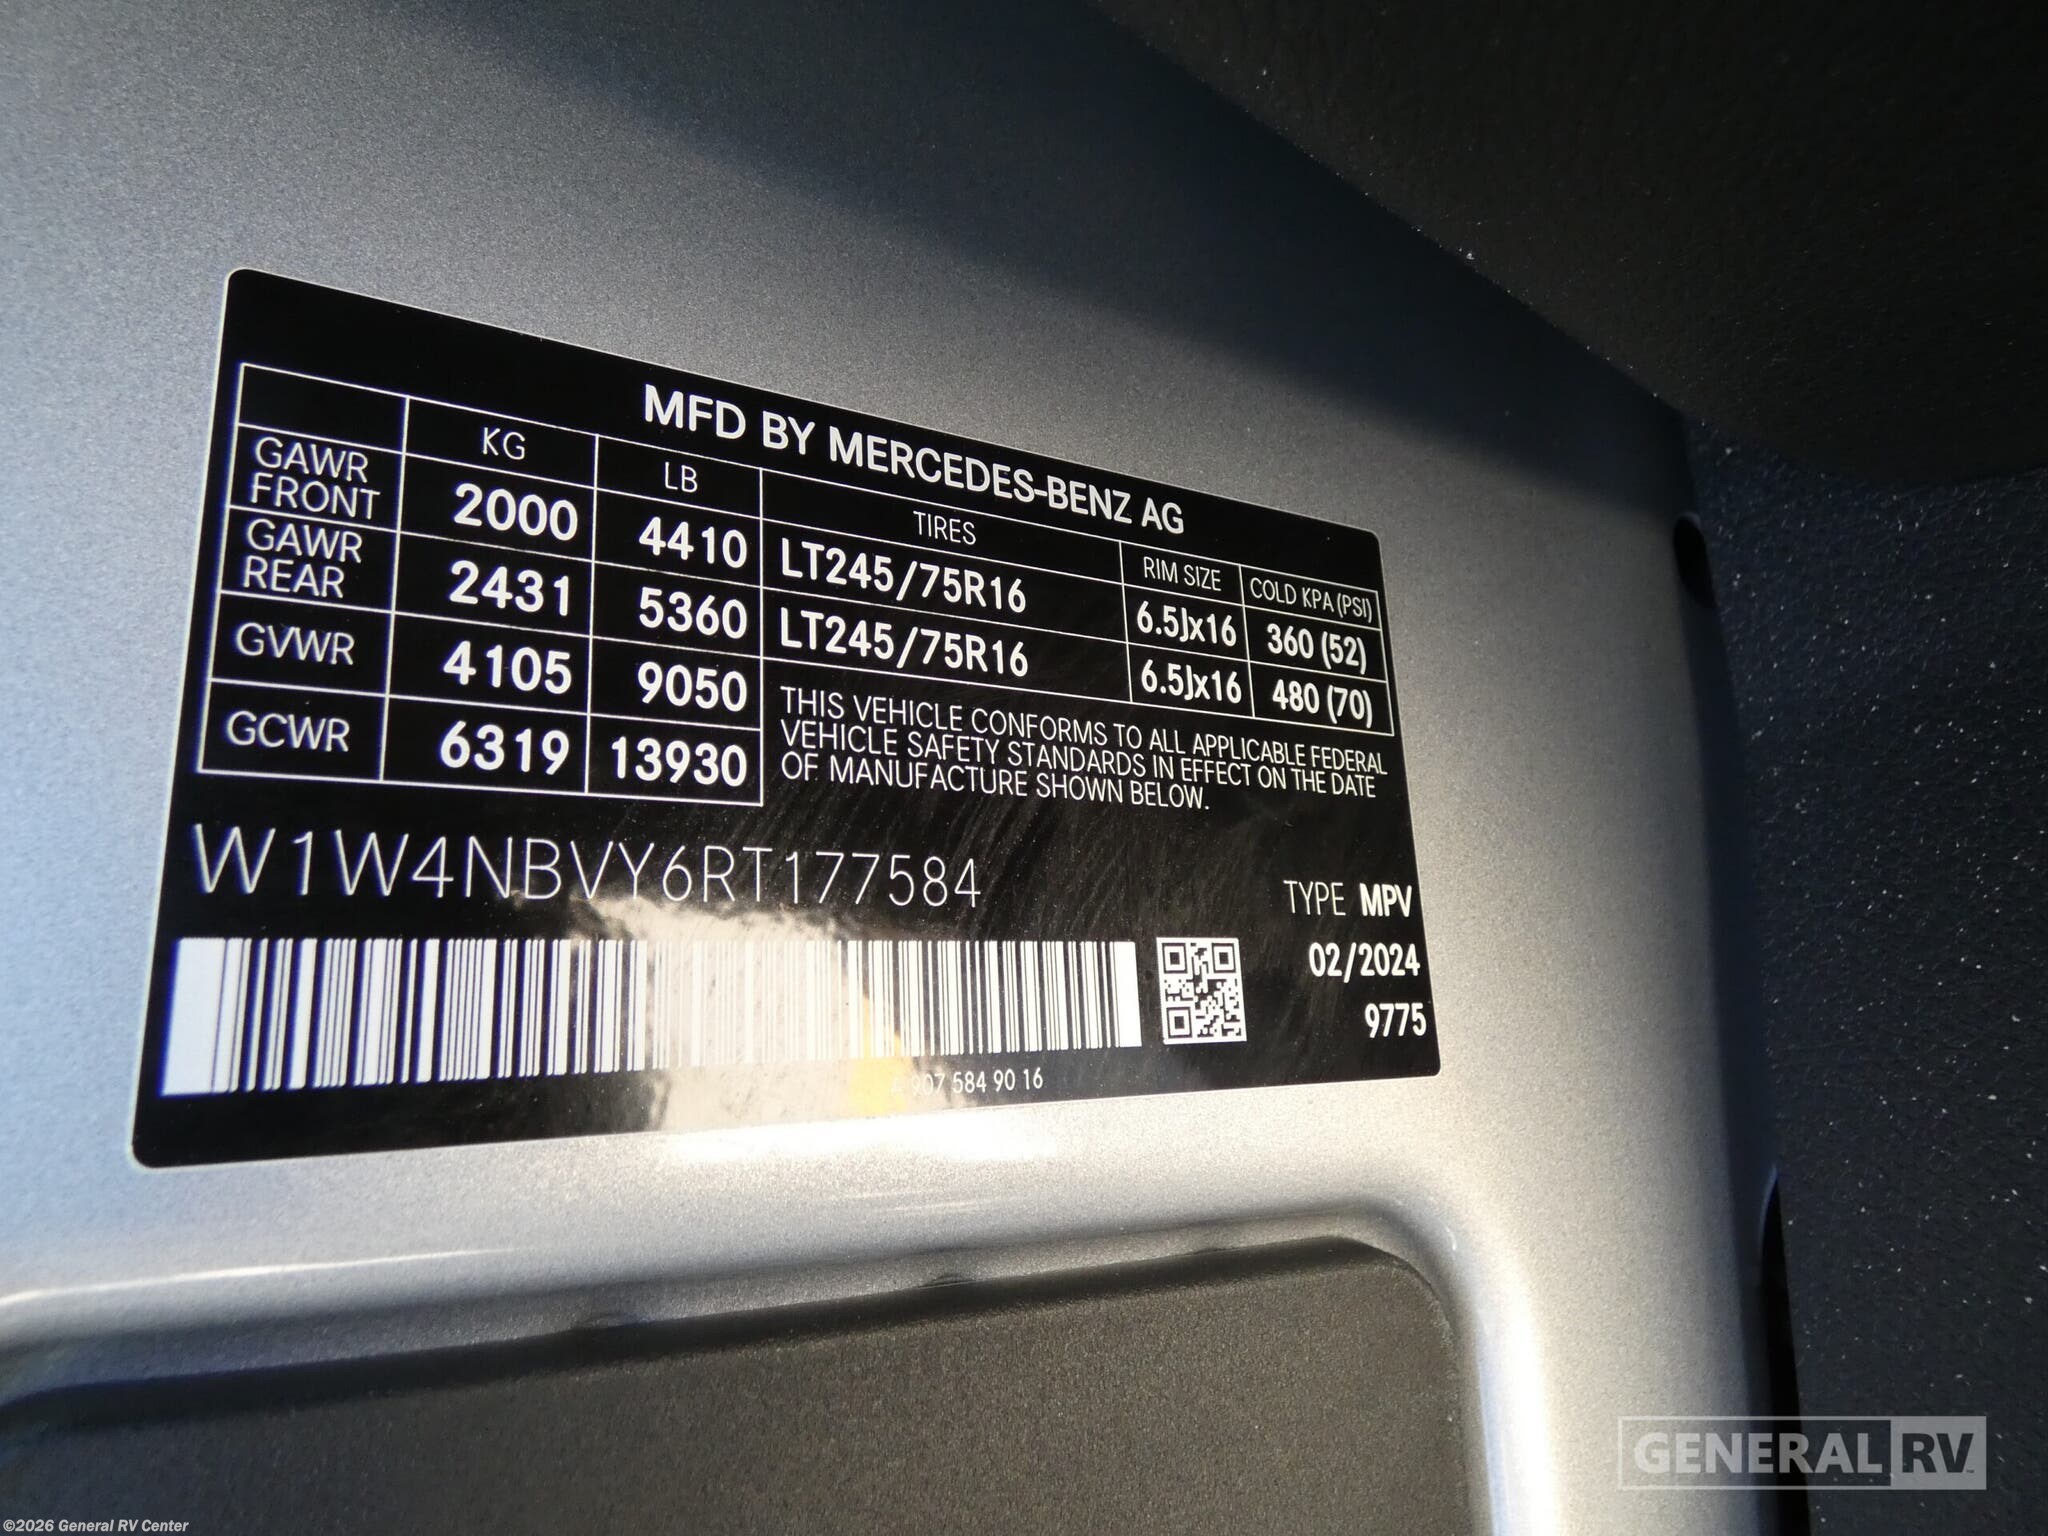 MFD BY MERCEDES-BENZ AG
KG LB TIRES RIM SIZE COLD KPA (PSI)
GAWR FRONT 2000 4410 LT245/75R16 6.5Jx16 360 (52)
GAWR REAR 2431 5360 LT245/75R16 6.5Jx16 480 (70)
GVWR 4105 9050
GCWR 6319 13930
THIS VEHICLE CONFORMS TO ALL APPLICABLE FEDERAL
VEHICLE SAFETY STANDARDS IN EFFECT ON THE DATE
OF MANUFACTURE SHOWN BELOW.
W1W4NBVY6RT177584
TYPE MPV
02/2024
9775
907 584 90 16
GENERAL RV
©2026 General RV Center